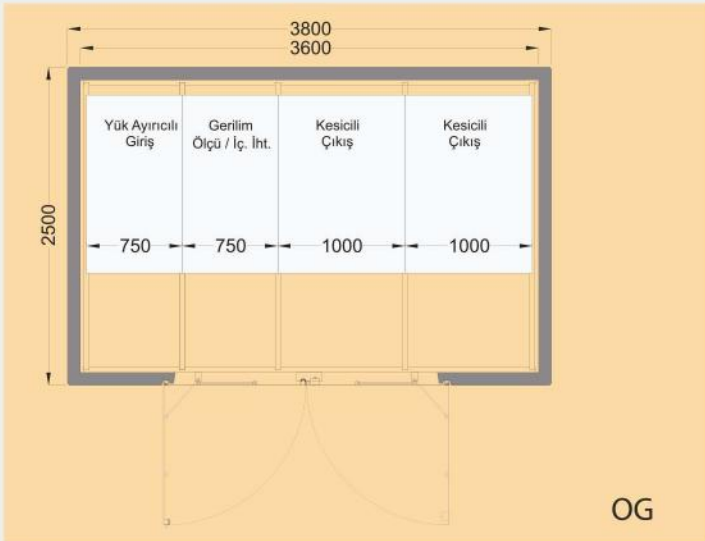 3800
3600
2500
Yük Ayırıcılı
Giriş
Gerilim
Ölçü / İç. İht.
Kesicili
Çıkış
Kesicili
Çıkış
750
750
1000
1000
OG